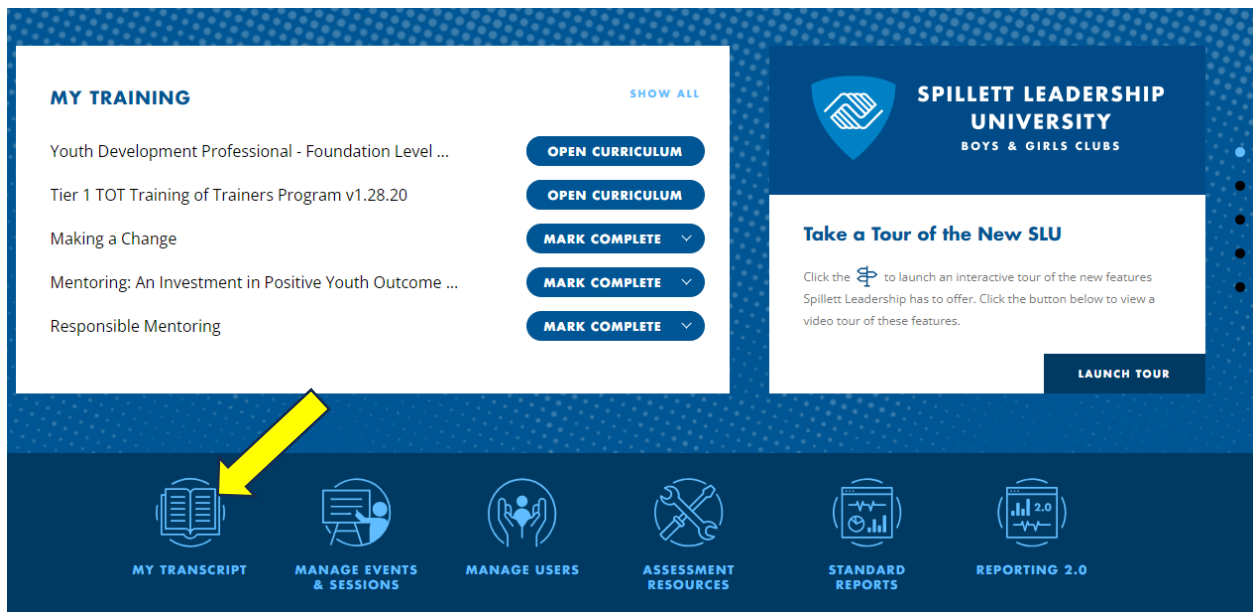 MY TRAINING
SHOW ALL
Youth Development Professional - Foundation Level ...
OPEN CURRICULUM
Tier 1 TOT Training of Trainers Program v1.28.20
OPEN CURRICULUM
Making a Change
MARK COMPLETE
Mentoring: An Investment in Positive Youth Outcome ...
MARK COMPLETE
Responsible Mentoring
MARK COMPLETE
SPILLETT LEADERSHIP
UNIVERSITY
BOYS & GIRLS CLUBS
Take a Tour of the New SLU
Click the to launch an interactive tour of the new features
Spillett Leadership has to offer. Click the button below to view a
video tour of these features.
LAUNCH TOUR
MY TRANSCRIPT
MANAGE EVENTS
& SESSIONS
MANAGE USERS
ASSESSMENT
RESOURCES
STANDARD
REPORTS
2.0
REPORTING 2.0